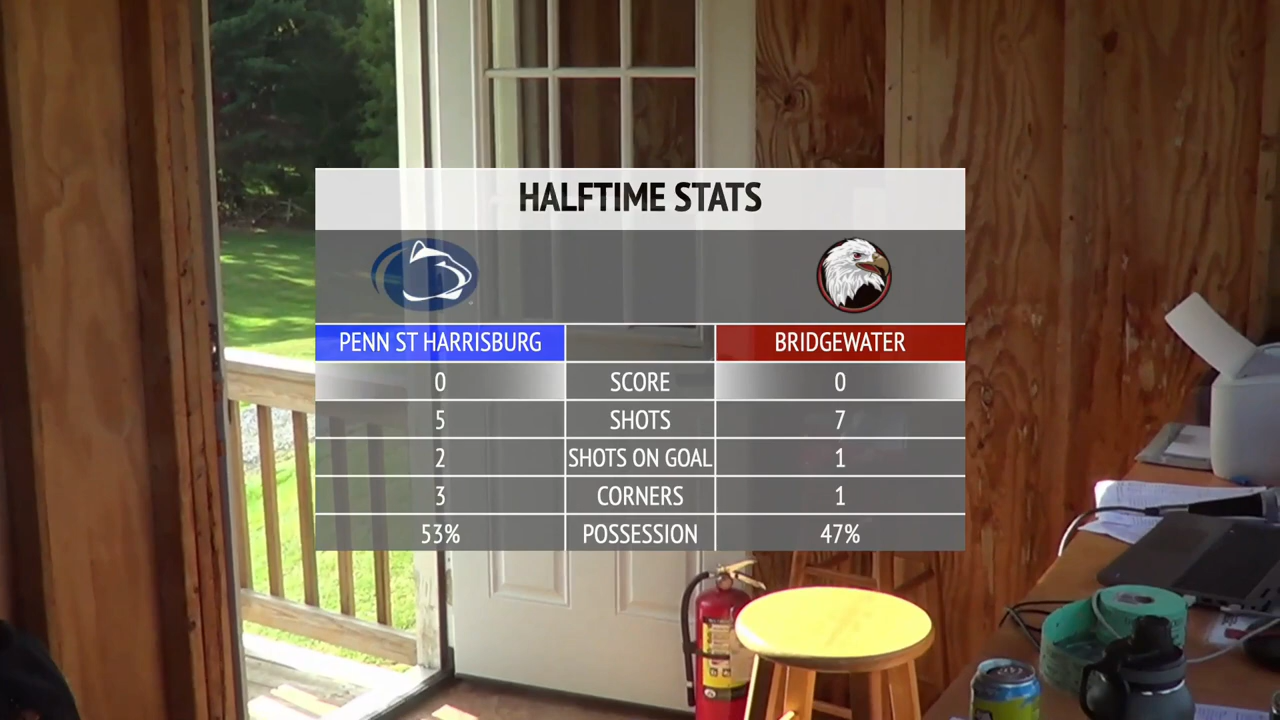 HALFTIME STATS
PENN ST HARRISBURG BRIDGEWATER
0 SCORE 0
5 SHOTS 7
2 SHOTS ON GOAL 1
3 CORNERS 1
53% POSSESSION 47%